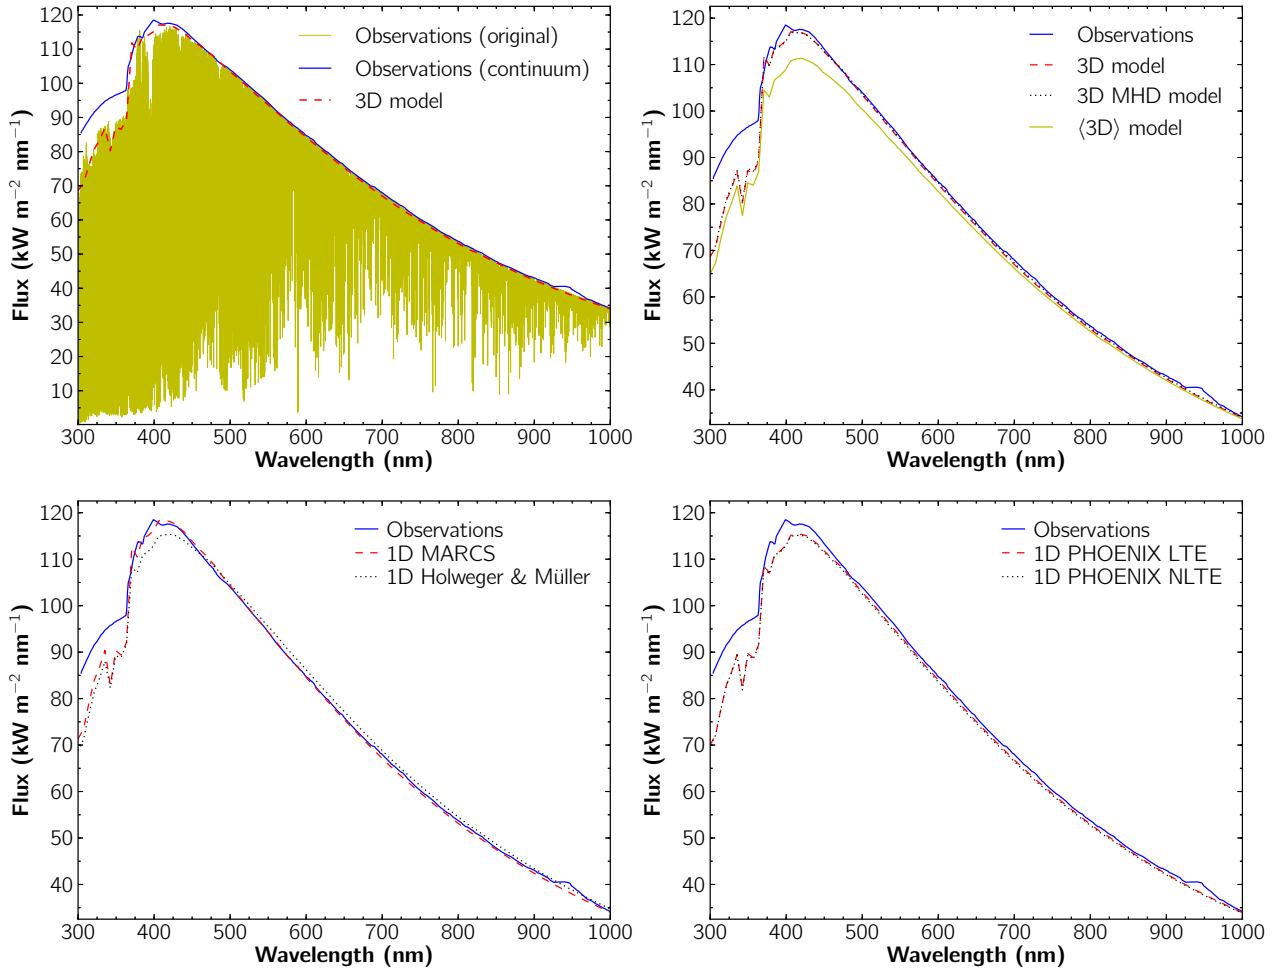 120
110
100
90
80
70
60
50
40
30
20
10
Flux (kW m−2 nm−1)
Observations (original)
Observations (continuum)
3D model
300 400 500 600 700 800 900 1000
Wavelength (nm)
120
110
100
90
80
70
60
50
40
Flux (kW m−2 nm−1)
Observations
3D model
3D MHD model
⟨3D⟩ model
300 400 500 600 700 800 900 1000
Wavelength (nm)
120
110
100
90
80
70
60
50
40
Flux (kW m−2 nm−1)
Observations
1D MARCS
1D Holweger & Müller
300 400 500 600 700 800 900 1000
Wavelength (nm)
120
110
100
90
80
70
60
50
40
Flux (kW m−2 nm−1)
Observations
1D PHOENIX LTE
1D PHOENIX NLTE
300 400 500 600 700 800 900 1000
Wavelength (nm)